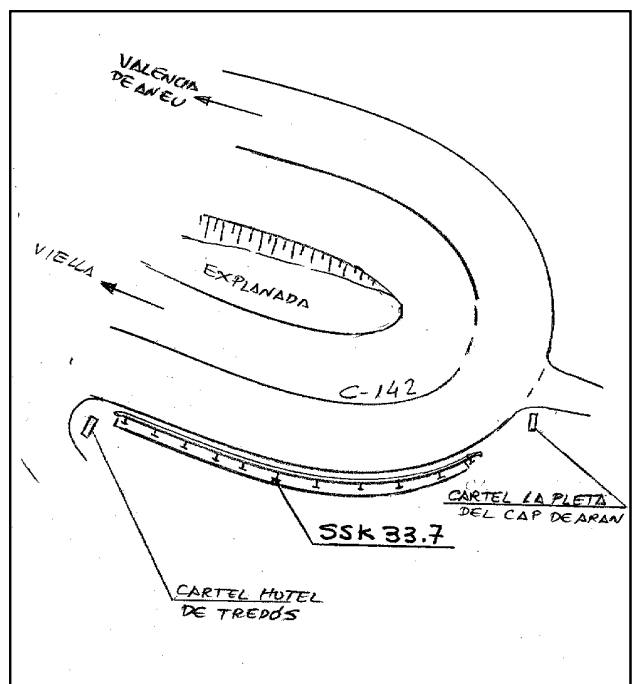 VALENCIA
DE ANEU
VIELLA
EXPLANADA
C-142
CARTEL LA PLETA
DEL CAP DE ARAN
SSK 33.7
CARTEL HOTEL
DE TREDÓS